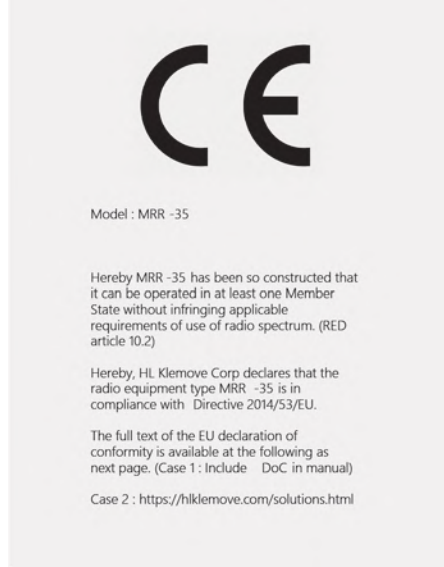 CE
Model : MRR -35
Hereby MRR -35 has been so constructed that
it can be operated in at least one Member
State without infringing applicable
requirements of use of radio spectrum. (RED
article 10.2)
Hereby, HL Klemove Corp declares that the
radio equipment type MRR -35 is in
compliance with Directive 2014/53/EU.
The full text of the EU declaration of
conformity is available at the following as
next page. (Case 1 : Include DoC in manual)
Case 2 : https://hlklemove.com/solutions.html